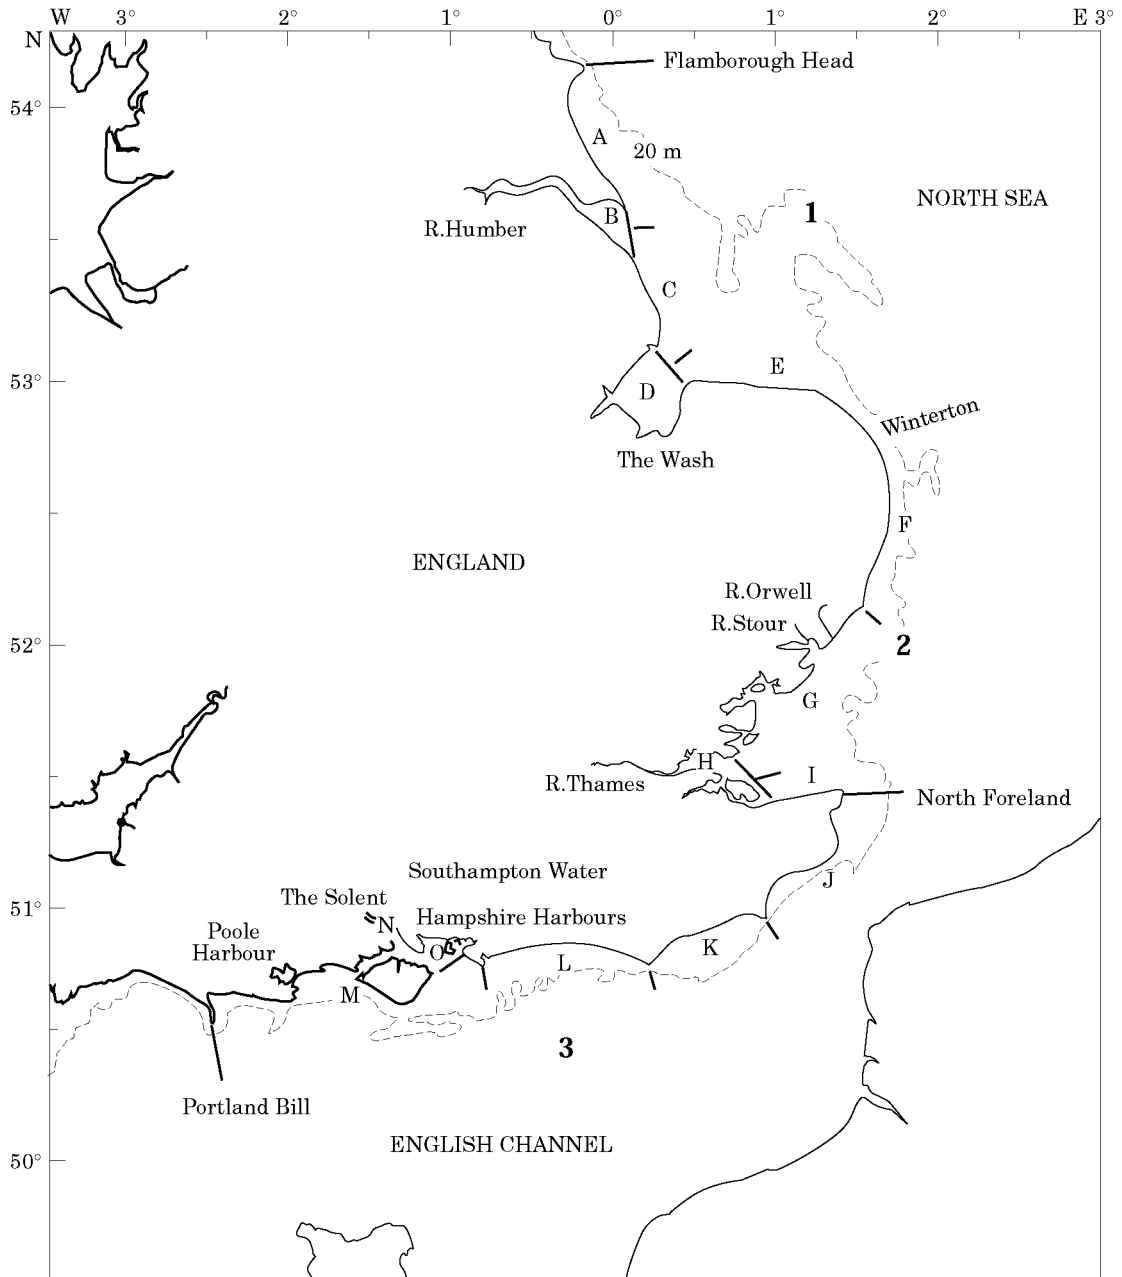 W 3° 2° 1° 0° 1° 2° E 3°
N
Flamborough Head
54°
A
20 m
NORTH SEA
1
B
R.Humber
C
E
53°
D
Winterton
The Wash
F
ENGLAND
R.Orwell
R.Stour
52°
2
G
H
I
R.Thames
North Foreland
Southampton Water
J
The Solent
51°
Hampshire Harbours
N
Poole
Harbour
O
K
L
M
3
Portland Bill
ENGLISH CHANNEL
50°